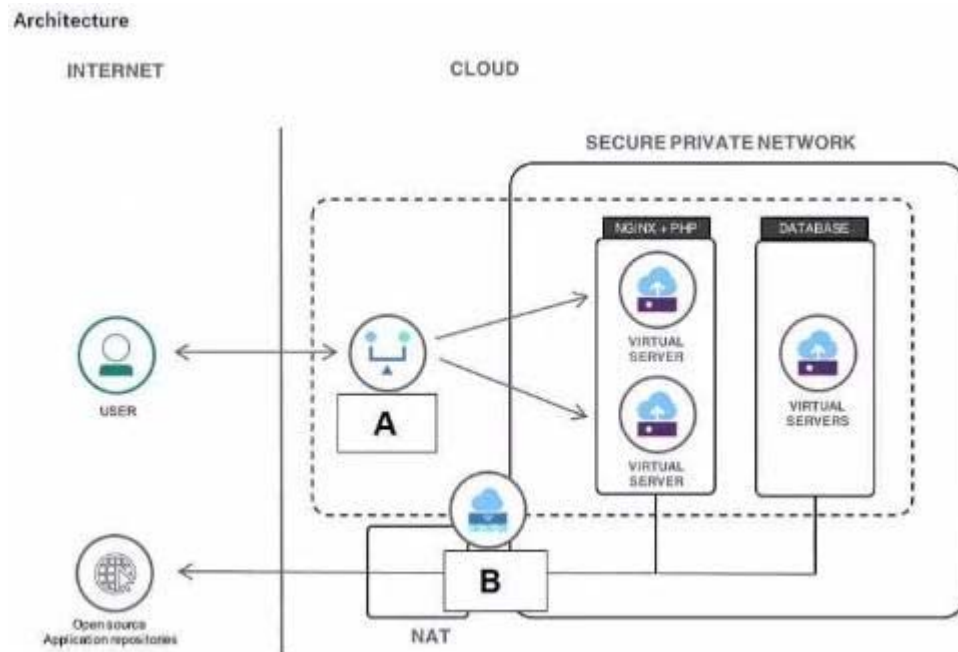 Architecture
INTERNET
CLOUD
SECURE PRIVATE NETWORK
NGINX + PHP
DATABASE
VIRTUAL
SERVER
USER
A
VIRTUAL
SERVERS
VIRTUAL
SERVER
B
Open source
Application repositories
NAT